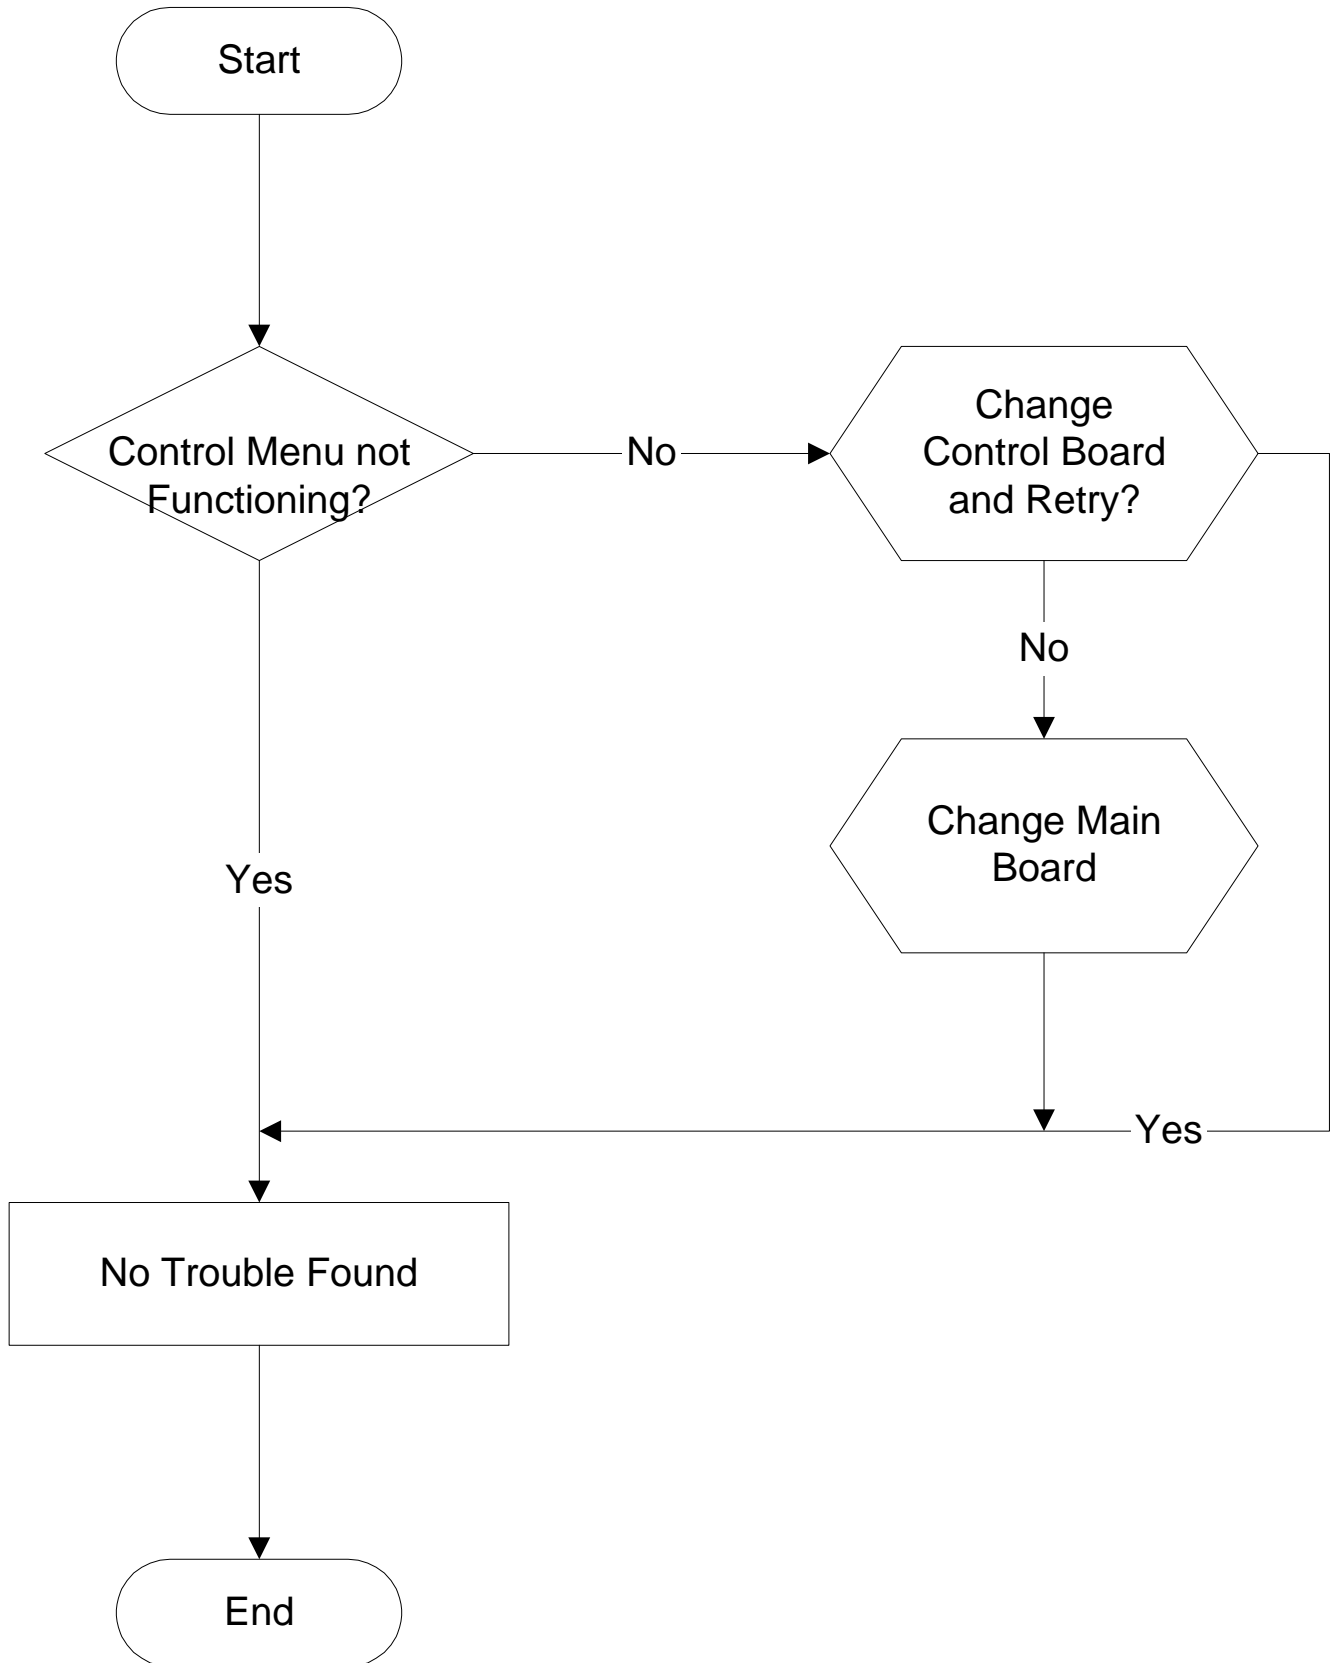 Start
Control Menu not
Functioning?
No
Change
Control Board
and Retry?
No
Change Main
Board
Yes
Yes
No Trouble Found
End